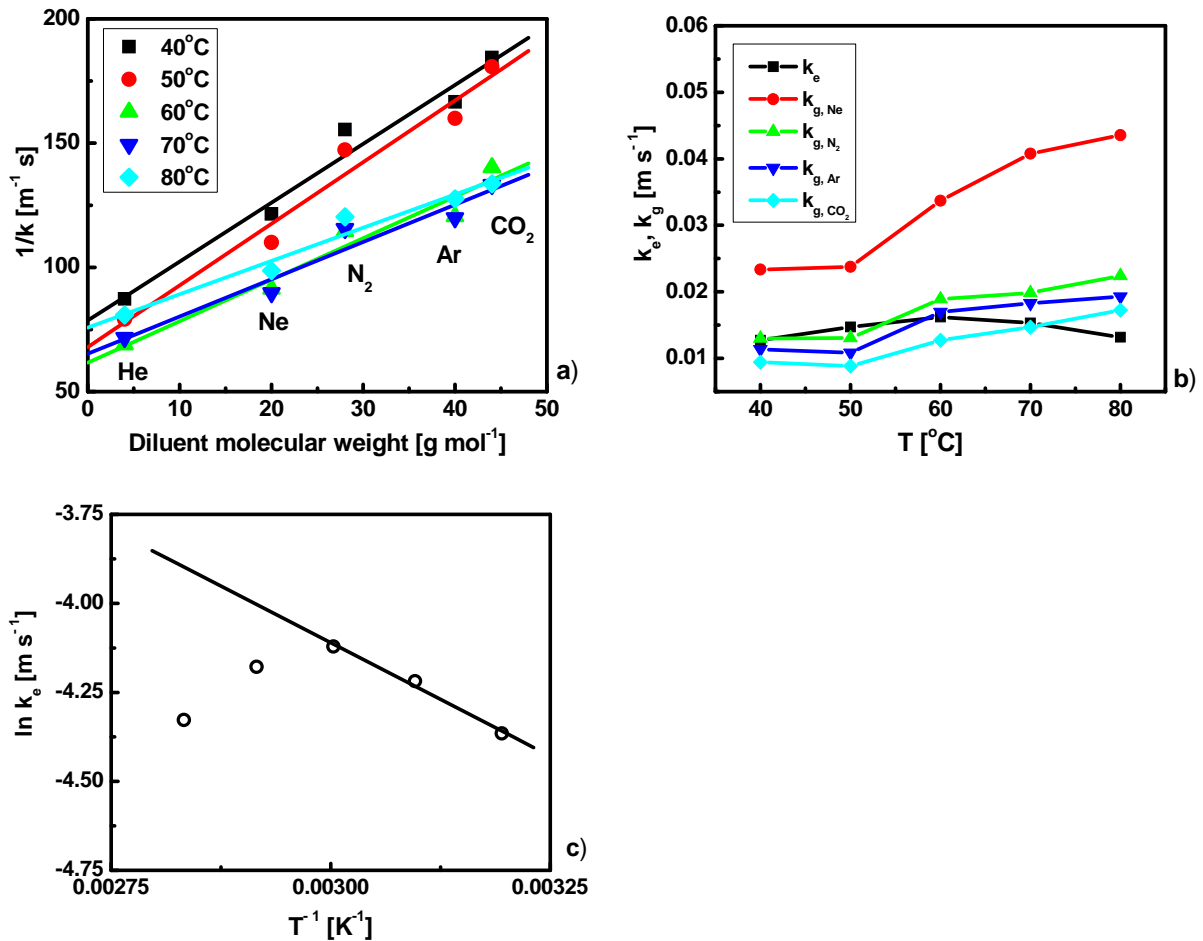 200
150
100
50
1/k [m⁻¹ s]
40°C
50°C
60°C
70°C
80°C
He
Ne
N₂
Ar
CO₂
a)
0 10 20 30 40 50
Diluent molecular weight [g mol⁻¹]
0.06
0.05
0.04
0.03
0.02
0.01
kₑ, k_g [m s⁻¹]
kₑ
k_g, Ne
k_g, N₂
k_g, Ar
k_g, CO₂
b)
40 50 60 70 80
T [°C]
-3.75
-4.00
-4.25
-4.50
-4.75
ln kₑ [m s⁻¹]
c)
0.00275 0.00300 0.00325
T⁻¹ [K⁻¹]